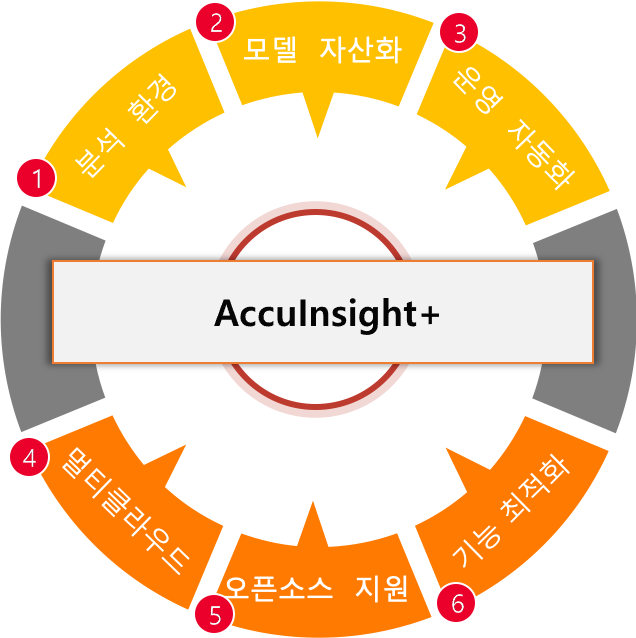 1
분석 환경
2
모델 자산화
3
운영 자동화
AccuInsight+
4
멀티클라우드
5
오픈소스 지원
6
기능 최적화